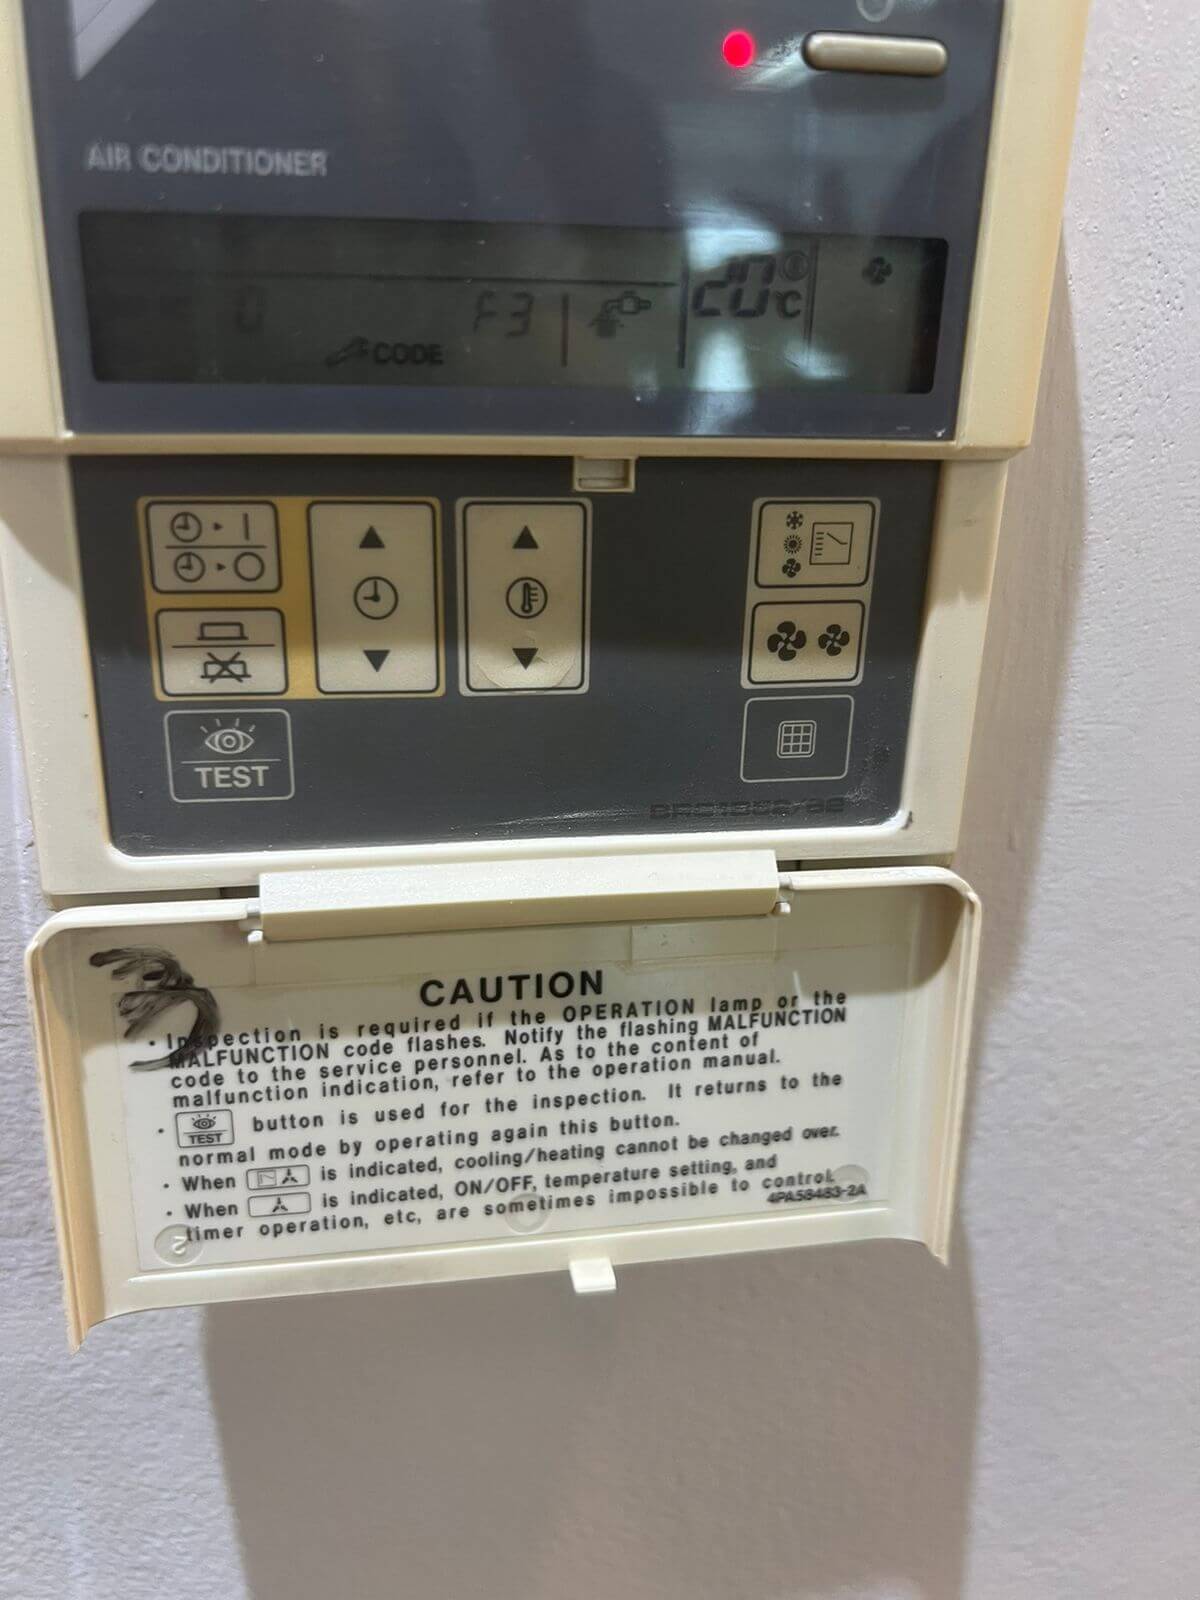 AIR CONDITIONER
0
F3
20°C
CODE
TEST
CAUTION
· Inspection is required if the OPERATION lamp or the
MALFUNCTION code flashes. Notify the flashing MALFUNCTION
code to the service personnel. As to the content of
malfunction indication, refer to the operation manual.
· TEST button is used for the inspection. It returns to the
normal mode by operating again this button.
· When is indicated, cooling/heating cannot be changed over.
· When is indicated, ON/OFF, temperature setting, and
timer operation, etc, are sometimes impossible to control.
4PA58483-2A